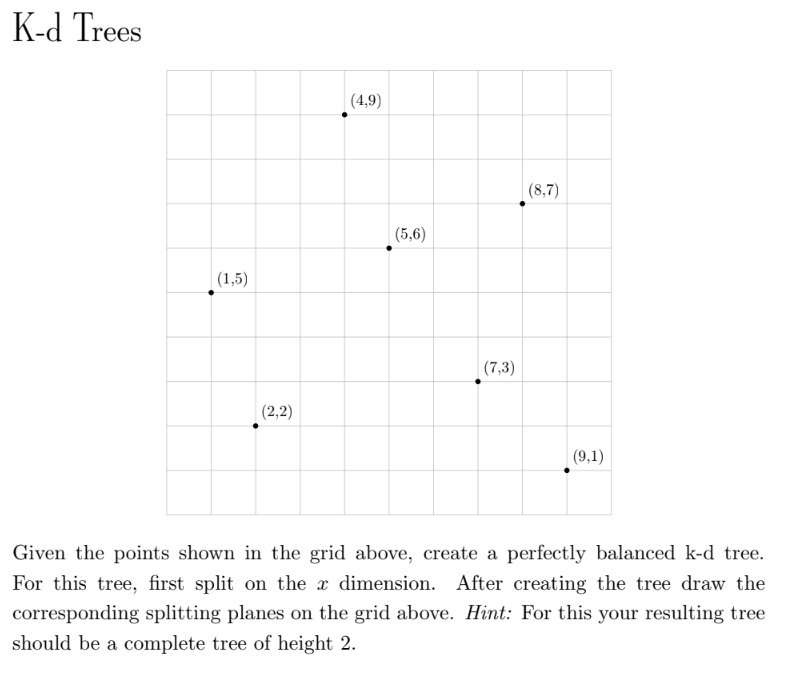 K-d Trees
(4,9)
(8,7)
(5,6)
(1,5)
(7,3)
(2,2)
(9,1)
Given the points shown in the grid above, create a perfectly balanced k-d tree.
For this tree, first split on the x dimension. After creating the tree draw the
corresponding splitting planes on the grid above. Hint: For this your resulting tree
should be a complete tree of height 2.